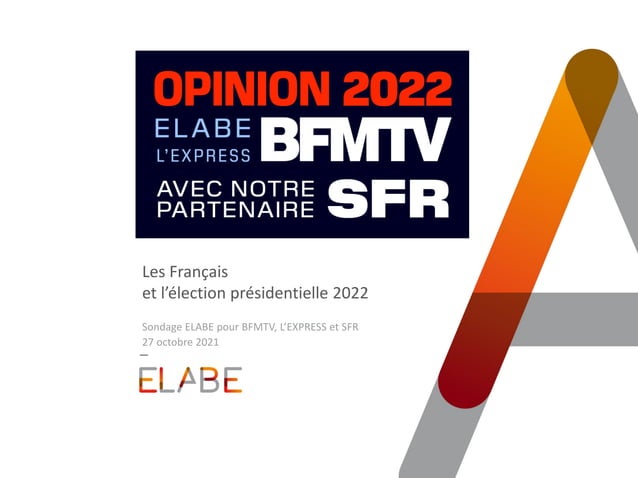 OPINION 2022
ELABE
L'EXPRESS
BFMTV
AVEC NOTRE
PARTENAIRE
SFR
Les Français
et l’élection présidentielle 2022
Sondage ELABE pour BFMTV, L’EXPRESS et SFR
27 octobre 2021
ELABE